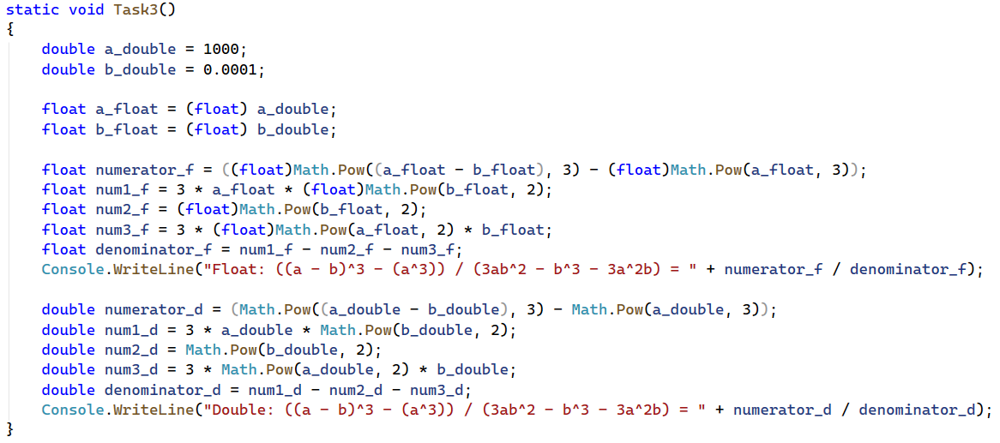 static void Task3()
{
    double a_double = 1000;
    double b_double = 0.0001;

    float a_float = (float) a_double;
    float b_float = (float) b_double;

    float numerator_f = ((float)Math.Pow((a_float - b_float), 3) - (float)Math.Pow(a_float, 3));
    float num1_f = 3 * a_float * (float)Math.Pow(b_float, 2);
    float num2_f = (float)Math.Pow(b_float, 2);
    float num3_f = 3 * (float)Math.Pow(a_float, 2) * b_float;
    float denominator_f = num1_f - num2_f - num3_f;
    Console.WriteLine("Float: ((a - b)^3 - (a^3)) / (3ab^2 - b^3 - 3a^2b) = " + numerator_f / denominator_f);

    double numerator_d = (Math.Pow((a_double - b_double), 3) - Math.Pow(a_double, 3));
    double num1_d = 3 * a_double * Math.Pow(b_double, 2);
    double num2_d = Math.Pow(b_double, 2);
    double num3_d = 3 * Math.Pow(a_double, 2) * b_double;
    double denominator_d = num1_d - num2_d - num3_d;
    Console.WriteLine("Double: ((a - b)^3 - (a^3)) / (3ab^2 - b^3 - 3a^2b) = " + numerator_d / denominator_d);
}